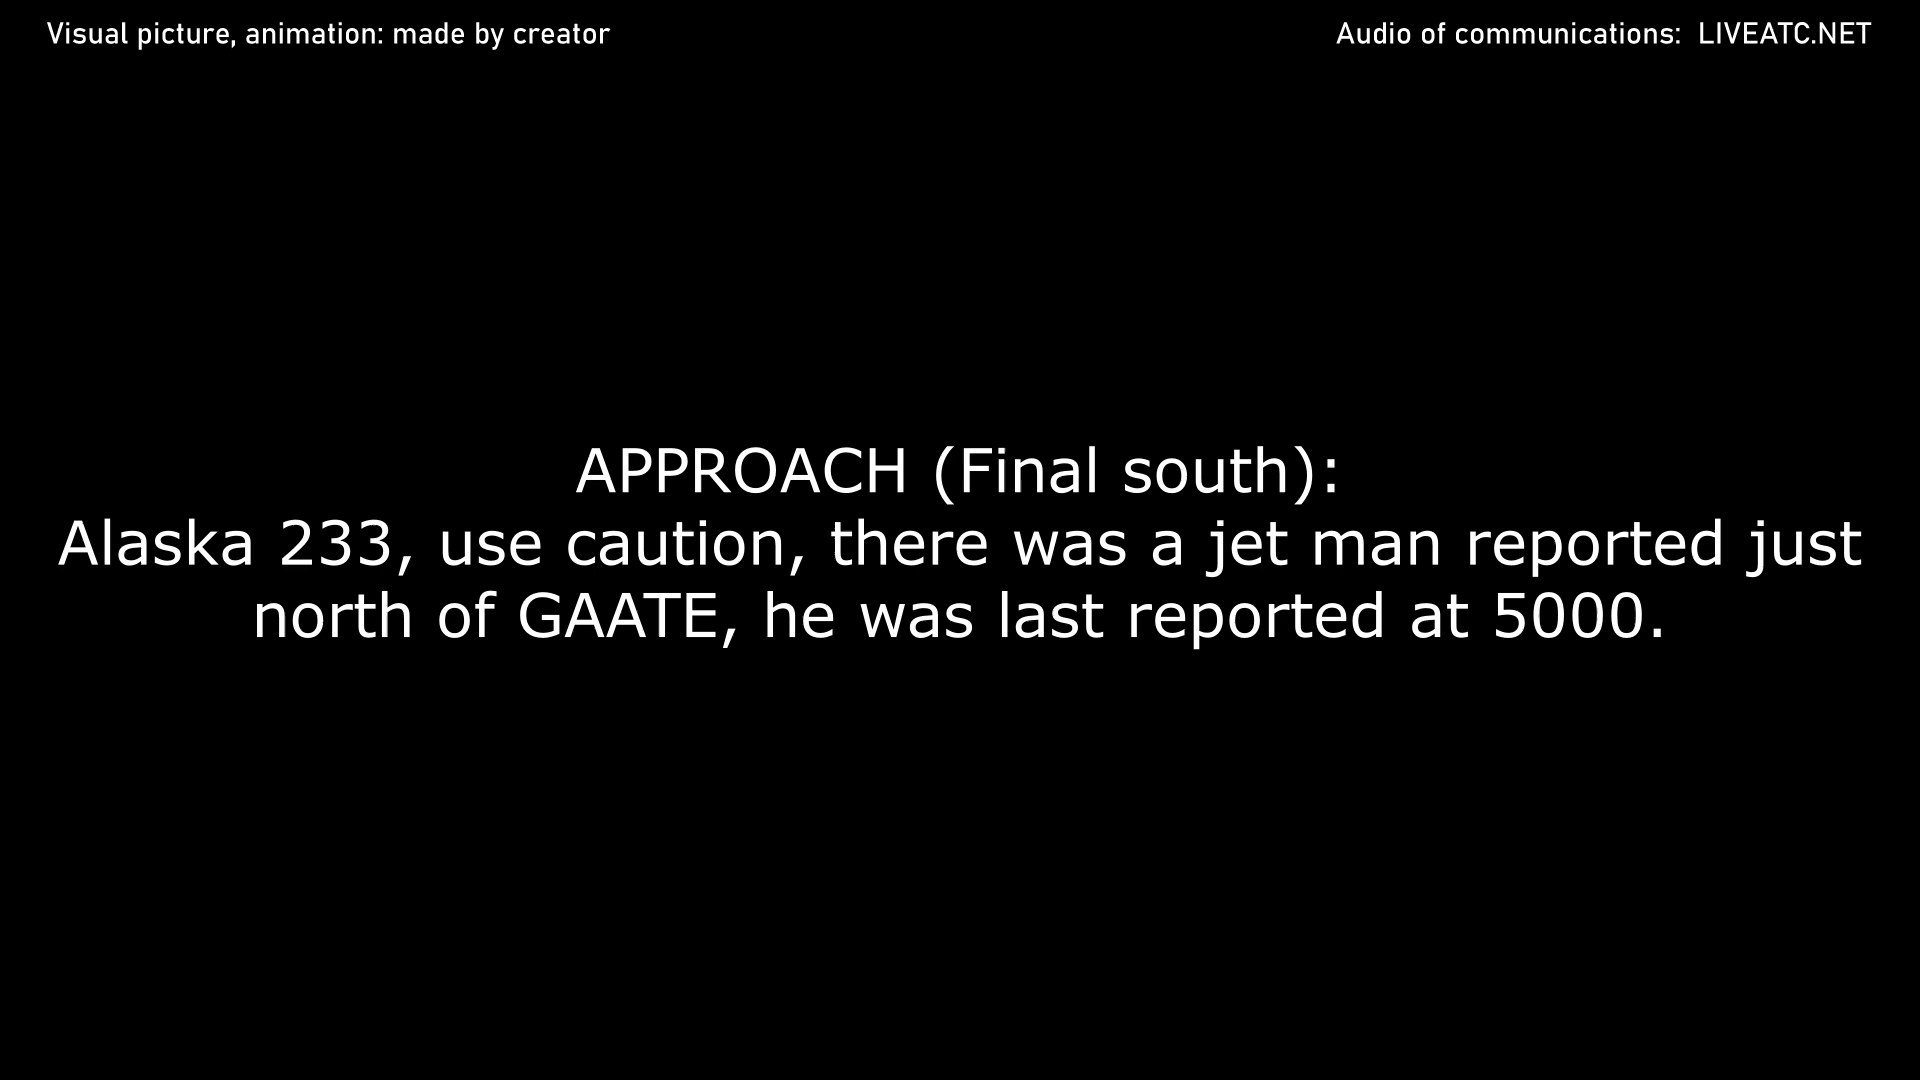 Visual picture, animation: made by creator
Audio of communications: LIVEATC.NET
APPROACH (Final south):
Alaska 233, use caution, there was a jet man reported just
north of GAATE, he was last reported at 5000.